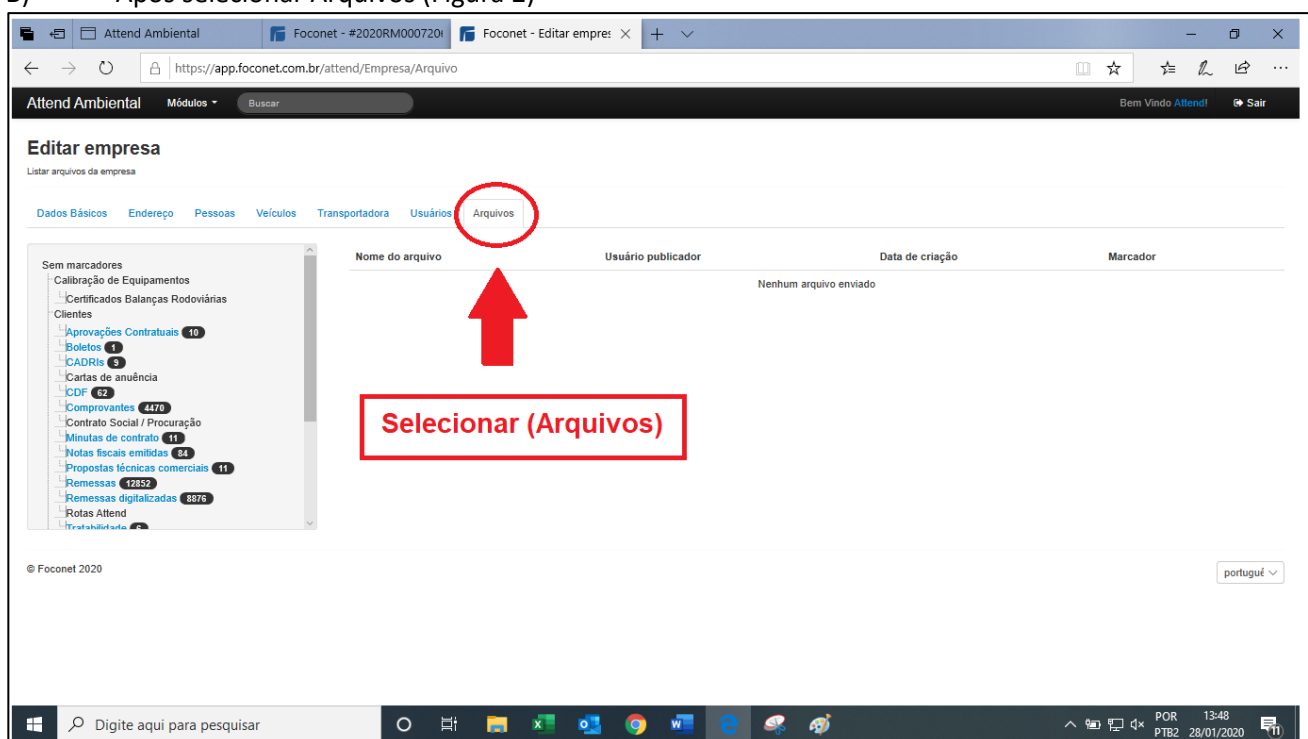 B) Após selecionar Arquivos (Figura 2)
Attend Ambiental
Foconet - #2020RM000720
Foconet - Editar empres
https://app.foconet.com.br/attend/Empresa/Arquivo
Attend Ambiental Módulos Buscar Bem Vindo Attend! Sair
Editar empresa
Listar arquivos da empresa
Dados Básicos Endereço Pessoas Veículos Transportadora Usuários Arquivos
Nome do arquivo Usuário publicador Data de criação Marcador
Nenhum arquivo enviado
Sem marcadores
Calibração de Equipamentos
Certificados Balanças Rodoviárias
Clientes
Aprovações Contratuais 10
Boletos 1
CADRIs 9
Cartas de anuência
CDF 62
Comprovantes 4470
Contrato Social / Procuração
Minutas de contrato 11
Notas fiscais emitidas 84
Propostas técnicas comerciais 11
Remessas 12852
Remessas digitalizadas 8876
Rotas Attend
Tratabilidade
Selecionar (Arquivos)
© Foconet 2020
portugué
Digite aqui para pesquisar
POR 13:48
PTB2 28/01/2020
11